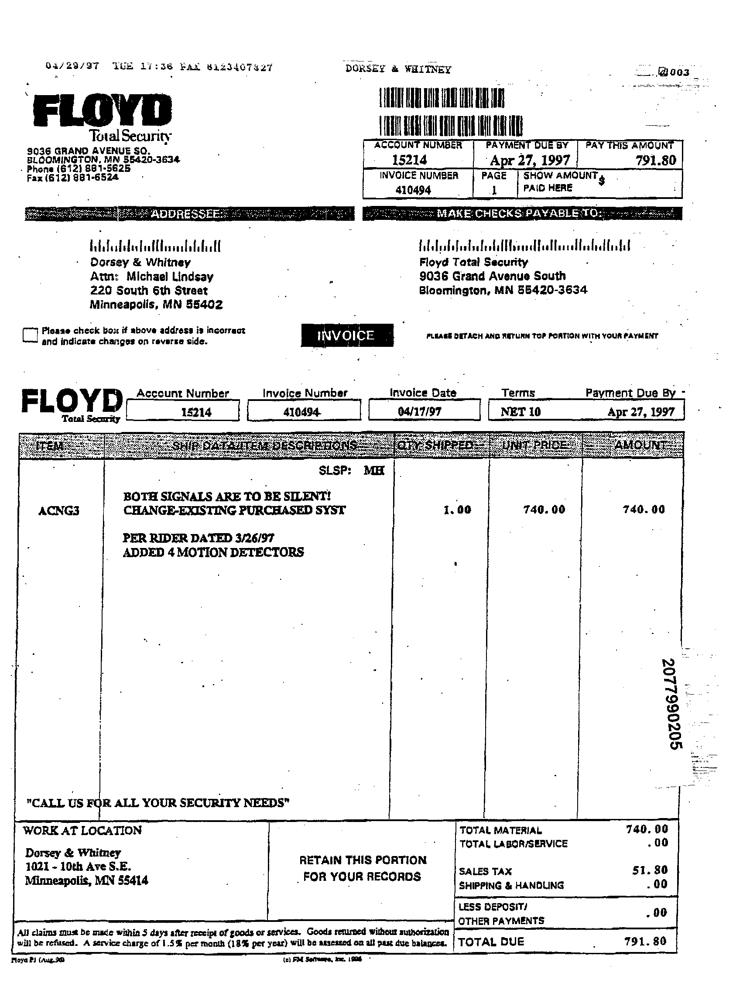 04/29/97 TUE 17:36 FAX 6123407827 DORSEY & WHITNEY 003
FLOYD
Total Security
9036 GRAND AVENUE SO.
BLOOMINGTON, MN 55420-3634
Phone (612) 881-5625
Fax (612) 881-6524
ACCOUNT NUMBER PAYMENT DUE BY PAY THIS AMOUNT
15214 Apr 27, 1997 791.80
INVOICE NUMBER PAGE SHOW AMOUNT $
410494 1 PAID HERE
ADDRESSEE: MAKE CHECKS PAYABLE TO:
Dorsey & Whitney
Attn: Michael Lindsay
220 South 6th Street
Minneapolis, MN 55402
Floyd Total Security
9036 Grand Avenue South
Bloomington, MN 55420-3634
Please check box if above address is incorrect
and indicate changes on reverse side.
INVOICE
PLEASE DETACH AND RETURN TOP PORTION WITH YOUR PAYMENT
FLOYD
Total Security
Account Number Invoice Number Invoice Date Terms Payment Due By
15214 410494 04/17/97 NET 10 Apr 27, 1997
ITEM SHIP DATA/ITEM DESCRIPTIONS QTY SHIPPED UNIT PRICE AMOUNT
SLSP: MH
BOTH SIGNALS ARE TO BE SILENT!
ACNG3 CHANGE-EXISTING PURCHASED SYST 1.00 740.00 740.00
PER RIDER DATED 3/26/97
ADDED 4 MOTION DETECTORS
2077990205
"CALL US FOR ALL YOUR SECURITY NEEDS"
WORK AT LOCATION
Dorsey & Whitney
1021 - 10th Ave S.E.
Minneapolis, MN 55414
RETAIN THIS PORTION
FOR YOUR RECORDS
TOTAL MATERIAL 740.00
TOTAL LABOR/SERVICE .00
SALES TAX 51.80
SHIPPING & HANDLING .00
LESS DEPOSIT/
OTHER PAYMENTS .00
TOTAL DUE 791.80
All claims must be made within 5 days after receipt of goods or services. Goods returned without authorization
will be refused. A service charge of 1.5% per month (18% per year) will be assessed on all past due balances.
Floyd P1 (Aug.96) (c) FM Software, Inc. 1996